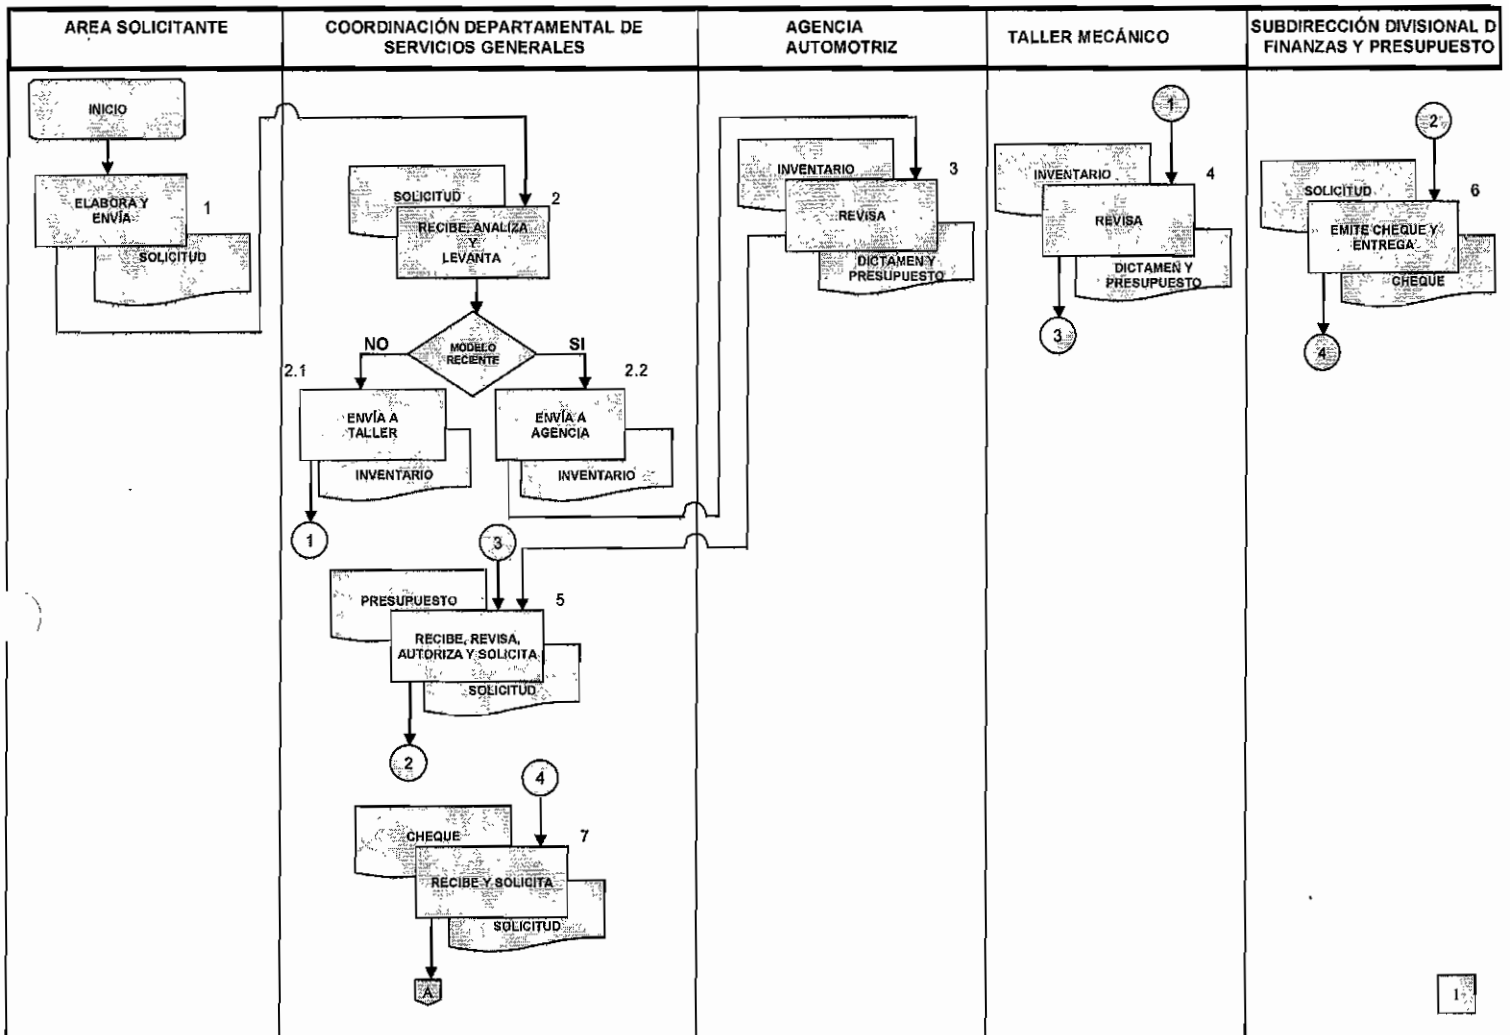 AREA SOLICITANTE
COORDINACIÓN DEPARTAMENTAL DE
SERVICIOS GENERALES
AGENCIA
AUTOMOTRIZ
TALLER MECÁNICO
SUBDIRECCIÓN DIVISIONAL D
FINANZAS Y PRESUPUESTO
INICIO
ELABORA Y
ENVÍA
1
SOLICITUD
SOLICITUD
2
RECIBE, ANALIZA
Y
LEVANTA
MODELO
RECIENTE
NO
SI
2.1
2.2
ENVÍA A
TALLER
INVENTARIO
1
ENVÍA A
AGENCIA
INVENTARIO
3
PRESUPUESTO
5
RECIBE, REVISA,
AUTORIZA Y SOLICITA
SOLICITUD
2
4
CHEQUE
7
RECIBE Y SOLICITA
SOLICITUD
A
INVENTARIO
3
REVISA
DICTAMEN Y
PRESUPUESTO
1
INVENTARIO
4
REVISA
DICTAMEN Y
PRESUPUESTO
3
2
SOLICITUD
6
EMITE CHEQUE Y
ENTREGA
CHEQUE
4
1